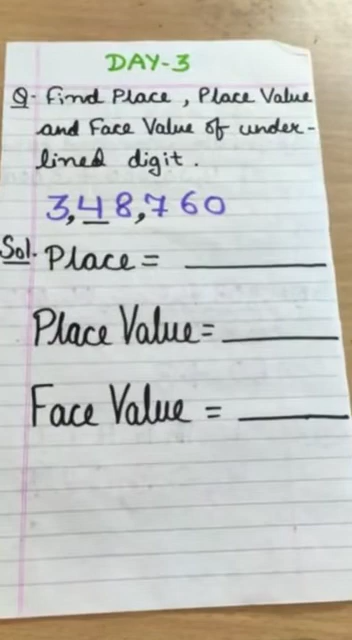 DAY-3
Q- Find Place, Place Value
and Face Value of under-
lined digit.
3,48,760
Sol. Place = ________
Place Value = ________
Face Value = ________